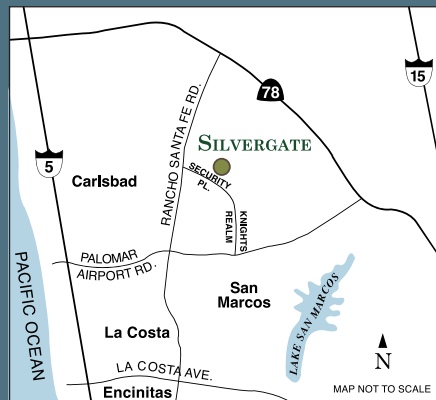 15
78
RANCHO SANTA FE RD.
SILVERGATE
5
SECURITY
PL.
Carlsbad
KNIGHTS
REALM
PALOMAR
AIRPORT RD.
PACIFIC OCEAN
San
Marcos
LAKE SAN MARCOS
La Costa
N
LA COSTA AVE.
MAP NOT TO SCALE
Encinitas